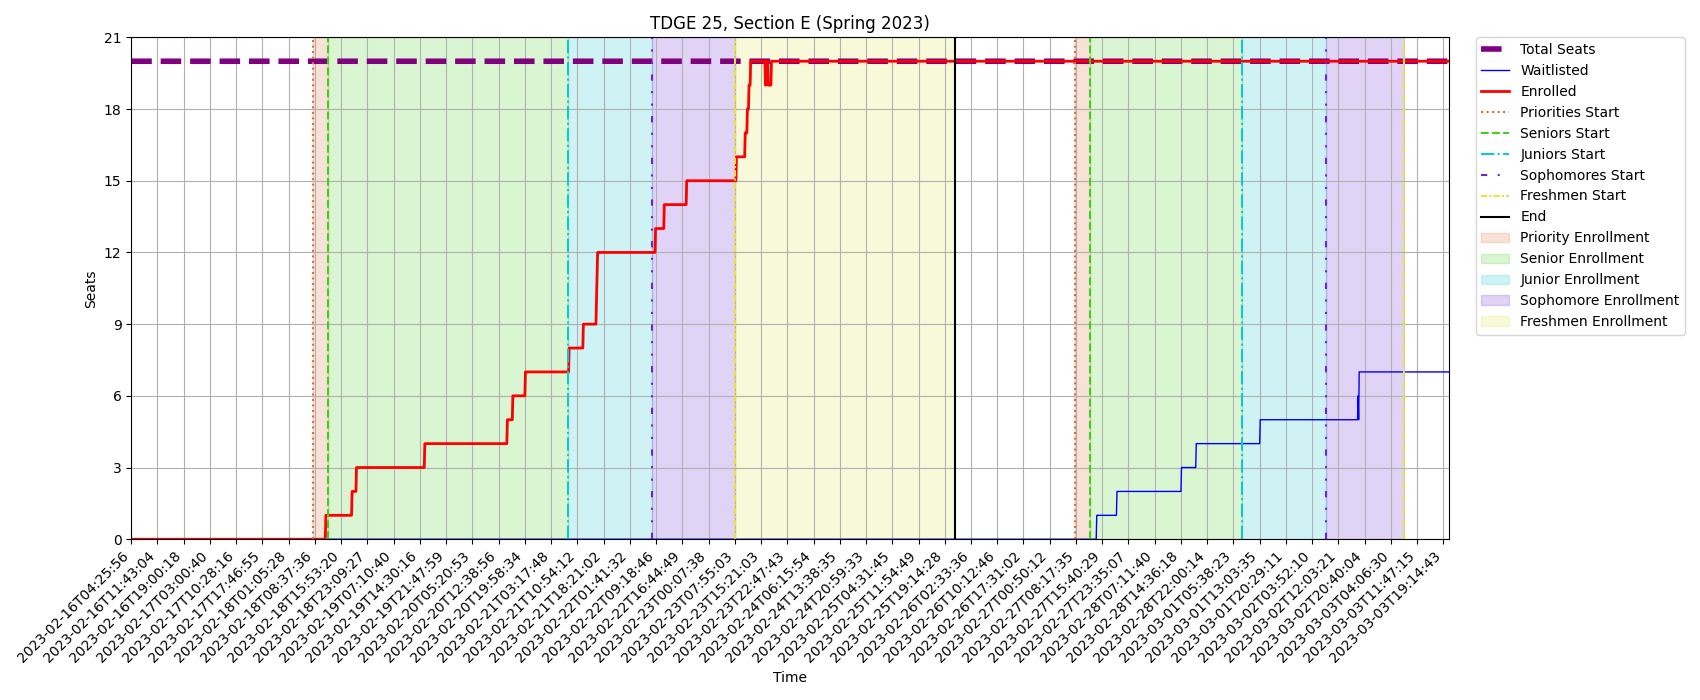 TDGE 25, Section E (Spring 2023)
21
18
15
12
9
6
3
0
Seats
2023-02-16T04:25:56
2023-02-16T11:43:04
2023-02-16T19:00:18
2023-02-17T03:00:40
2023-02-17T10:28:16
2023-02-17T17:46:55
2023-02-18T01:05:28
2023-02-18T08:37:36
2023-02-18T15:53:20
2023-02-18T23:09:27
2023-02-19T07:10:40
2023-02-19T14:30:16
2023-02-19T21:47:59
2023-02-20T05:20:53
2023-02-20T12:38:56
2023-02-20T19:58:34
2023-02-21T03:17:48
2023-02-21T10:54:12
2023-02-21T18:21:02
2023-02-22T01:41:32
2023-02-22T09:18:46
2023-02-22T16:44:49
2023-02-23T00:07:38
2023-02-23T07:55:03
2023-02-23T15:21:03
2023-02-23T22:47:43
2023-02-24T06:15:54
2023-02-24T13:38:35
2023-02-24T20:59:33
2023-02-25T04:31:45
2023-02-25T11:54:49
2023-02-25T19:14:28
2023-02-26T02:33:36
2023-02-26T10:12:46
2023-02-26T17:31:02
2023-02-27T00:50:12
2023-02-27T08:17:35
2023-02-27T15:40:29
2023-02-27T23:35:07
2023-02-28T07:11:40
2023-02-28T14:36:18
2023-02-28T22:00:14
2023-03-01T05:38:23
2023-03-01T13:03:35
2023-03-01T20:29:11
2023-03-02T03:52:10
2023-03-02T12:03:21
2023-03-02T20:40:04
2023-03-03T04:06:30
2023-03-03T11:47:15
2023-03-03T19:14:43
Time
Total Seats
Waitlisted
Enrolled
Priorities Start
Seniors Start
Juniors Start
Sophomores Start
Freshmen Start
End
Priority Enrollment
Senior Enrollment
Junior Enrollment
Sophomore Enrollment
Freshmen Enrollment